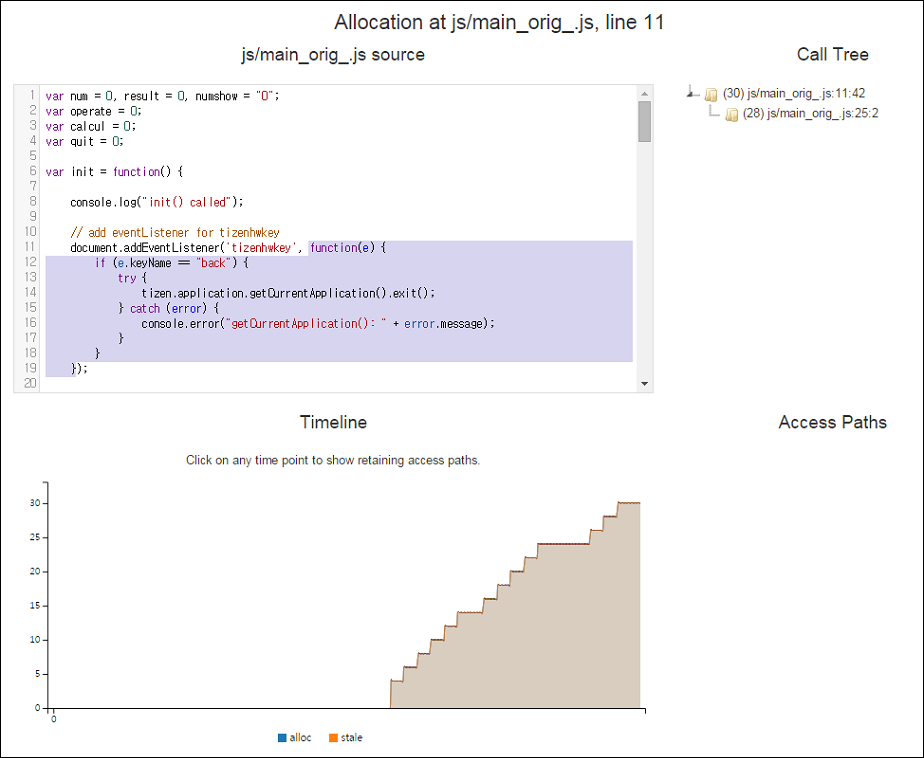 Allocation at js/main_orig_.js, line 11
js/main_orig_.js source
Call Tree
1 var num = 0, result = 0, numshow = "0";
2 var operate = 0;
3 var calcul = 0;
4 var quit = 0;
5
6 var init = function() {
7
8 console.log("init() called");
9
10 // add eventListener for tizenhwkey
11 document.addEventListener('tizenhwkey', function(e) {
12 if (e.keyName == "back") {
13 try {
14 tizen.application.getCurrentApplication().exit();
15 } catch (error) {
16 console.error("getCurrentApplication(): " + error.message);
17 }
18 }
19 });
20
(30) js/main_orig_.js:11:42
(28) js/main_orig_.js:25:2
Timeline
Access Paths
Click on any time point to show retaining access paths.
30
25
20
15
10
5
0
0
alloc stale